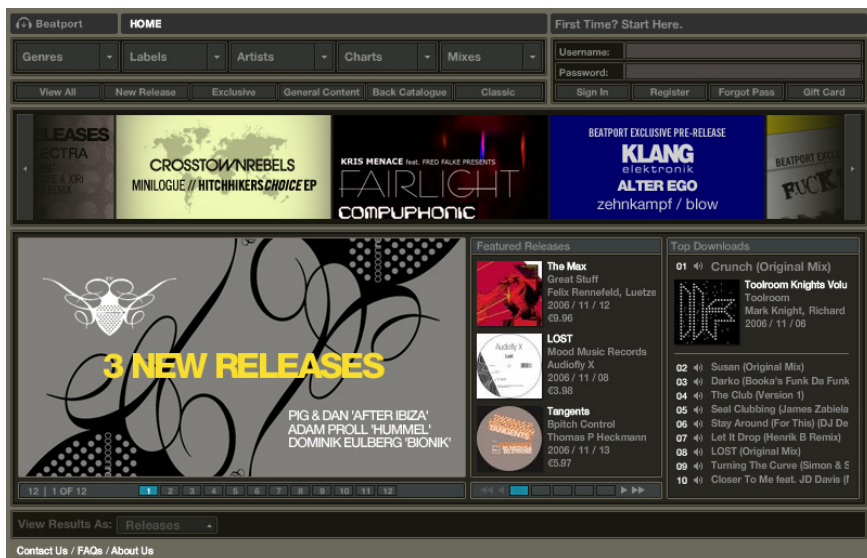 Beatport
HOME
First Time? Start Here.
Genres
Labels
Artists
Charts
Mixes
Username:
Password:
View All
New Release
Exclusive
General Content
Back Catalogue
Classic
Sign In
Register
Forgot Pass
Gift Card
CROSSTOWNREBELS
MINILOGUE // HITCHHIKERS CHOICE EP
KRIS MENACE feat. FRED FALKE PRESENTS
FAIRLIGHT
COMPUPHONIC
BEATPORT EXCLUSIVE PRE-RELEASE
KLANG
elektronik
ALTER EGO
zehnkampf / blow
BEATPORT
3 NEW RELEASES
PIG & DAN 'AFTER IBIZA'
ADAM PROLL 'HUMMEL'
DOMINIK EULBERG 'BIONIK'
12 | 1 OF 12
1 2 3 4 5 6 7 8 9 10 11 12
Featured Releases
The Max
Great Stuff
Felix Rennefeld, Luetze
2006 / 11 / 12
€9.96
LOST
Mood Music Records
Audiofly X
2006 / 11 / 08
€3.98
Tangents
Bpitch Control
Thomas P Heckmann
2006 / 11 / 13
€5.97
Top Downloads
01 Crunch (Original Mix)
Toolroom Knights Volu
Toolroom
Mark Knight, Richard
2006 / 11 / 06
02 Susan (Original Mix)
03 Darko (Booka's Funk Da Funk
04 The Club (Version 1)
05 Seal Clubbing (James Zabiela
06 Stay Around (For This) (DJ De
07 Let It Drop (Henrik B Remix)
08 LOST (Original Mix)
09 Turning The Curve (Simon & S
10 Closer To Me feat. JD Davis (
View Results As:
Releases
Contact Us / FAQs / About Us